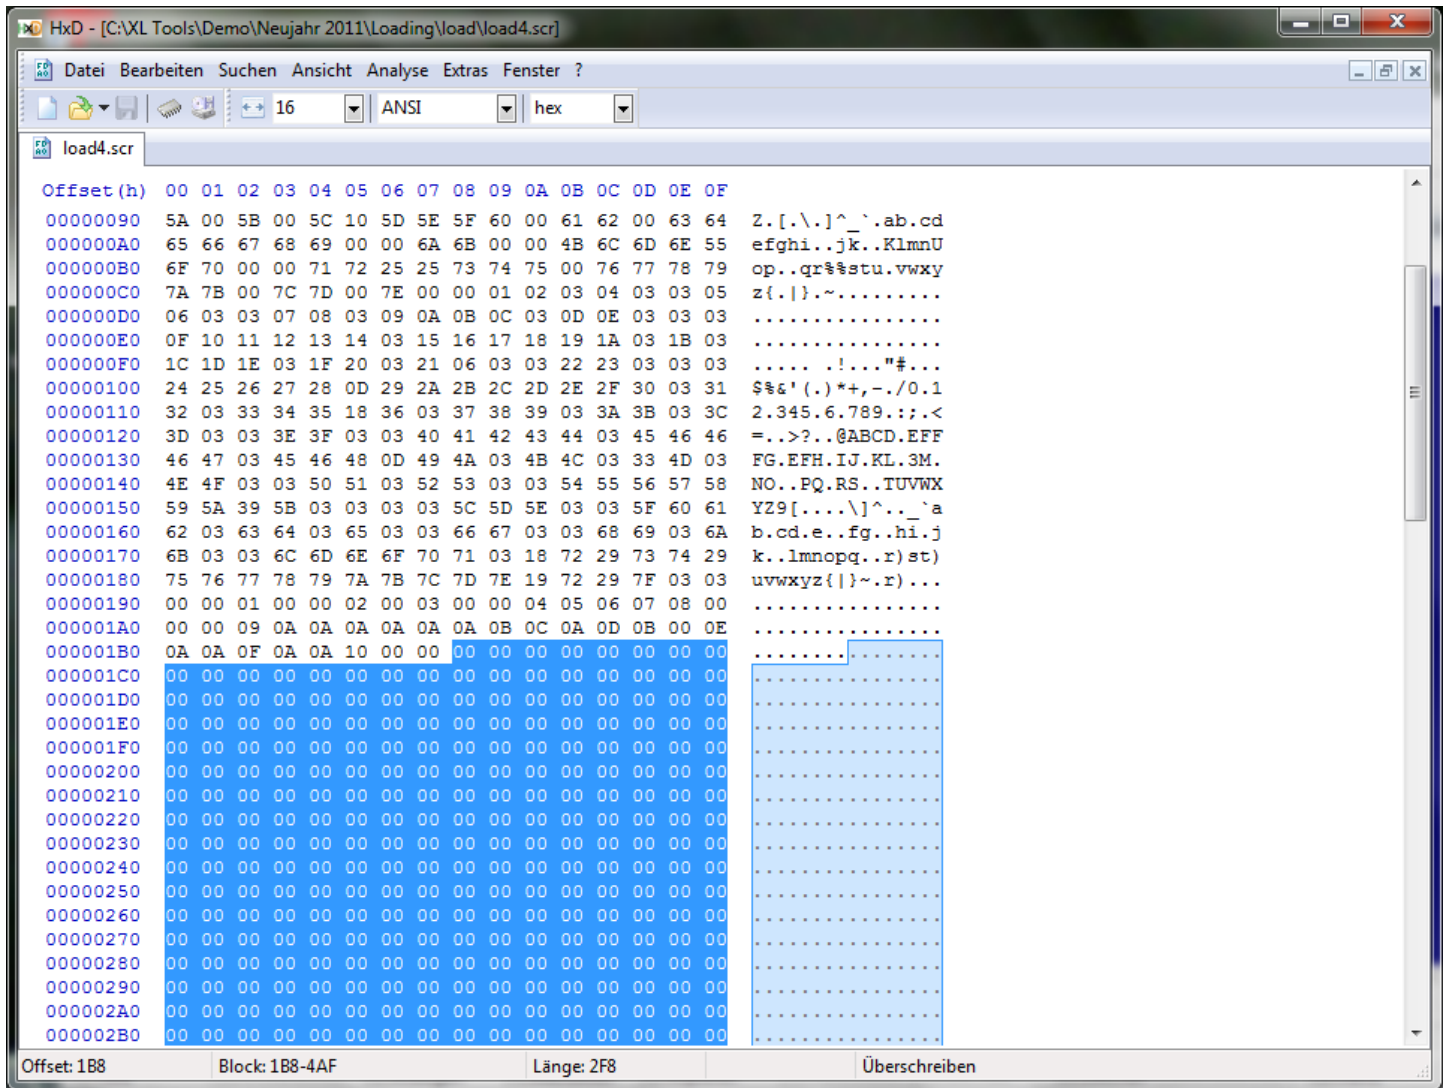 HxD - [C:\XL Tools\Demo\Neujahr 2011\Loading\load\load4.scr]
Datei Bearbeiten Suchen Ansicht Analyse Extras Fenster ?
16 ANSI hex
load4.scr
Offset(h) 00 01 02 03 04 05 06 07 08 09 0A 0B 0C 0D 0E 0F
00000090 5A 00 5B 00 5C 10 5D 5E 5F 60 00 61 62 00 63 64 Z.[.\.]^_`.ab.cd
000000A0 65 66 67 68 69 00 00 6A 6B 00 00 4B 6C 6D 6E 55 efghi..jk..KlmnU
000000B0 6F 70 00 00 71 72 25 25 73 74 75 00 76 77 78 79 op..qr%%stu.vwxy
000000C0 7A 7B 00 7C 7D 00 7E 00 00 01 02 03 04 03 03 05 z{.|}.~.........
000000D0 06 03 03 07 08 03 09 0A 0B 0C 03 0D 0E 03 03 03 ................
000000E0 0F 10 11 12 13 14 03 15 16 17 18 19 1A 03 1B 03 ................
000000F0 1C 1D 1E 03 1F 20 03 21 06 03 03 22 23 03 03 03 ..... .!..."#...
00000100 24 25 26 27 28 0D 29 2A 2B 2C 2D 2E 2F 30 03 31 $%&'(.)*+,-./0.1
00000110 32 03 33 34 35 18 36 03 37 38 39 03 3A 3B 03 3C 2.345.6.789.:;.<
00000120 3D 03 03 3E 3F 03 03 40 41 42 43 44 03 45 46 46 =..>?..@ABCD.EFF
00000130 46 47 03 45 46 48 0D 49 4A 03 4B 4C 03 33 4D 03 FG.EFH.IJ.KL.3M.
00000140 4E 4F 03 03 50 51 03 52 53 03 03 54 55 56 57 58 NO..PQ.RS..TUVWX
00000150 59 5A 39 5B 03 03 03 03 5C 5D 5E 03 03 5F 60 61 YZ9[....\]^.._`a
00000160 62 03 63 64 03 65 03 03 66 67 03 03 68 69 03 6A b.cd.e..fg..hi.j
00000170 6B 03 03 6C 6D 6E 6F 70 71 03 18 72 29 73 74 29 k..lmnopq..r)st)
00000180 75 76 77 78 79 7A 7B 7C 7D 7E 19 72 29 7F 03 03 uvwxyz{|}~.r)...
00000190 00 00 01 00 00 02 00 03 00 00 04 05 06 07 08 00 ................
000001A0 00 00 09 0A 0A 0A 0A 0A 0A 0B 0C 0A 0D 0B 00 0E ................
000001B0 0A 0A 0F 0A 0A 10 00 00 00 00 00 00 00 00 00 00 ................
000001C0 00 00 00 00 00 00 00 00 00 00 00 00 00 00 00 00 ................
000001D0 00 00 00 00 00 00 00 00 00 00 00 00 00 00 00 00 ................
000001E0 00 00 00 00 00 00 00 00 00 00 00 00 00 00 00 00 ................
000001F0 00 00 00 00 00 00 00 00 00 00 00 00 00 00 00 00 ................
00000200 00 00 00 00 00 00 00 00 00 00 00 00 00 00 00 00 ................
00000210 00 00 00 00 00 00 00 00 00 00 00 00 00 00 00 00 ................
00000220 00 00 00 00 00 00 00 00 00 00 00 00 00 00 00 00 ................
00000230 00 00 00 00 00 00 00 00 00 00 00 00 00 00 00 00 ................
00000240 00 00 00 00 00 00 00 00 00 00 00 00 00 00 00 00 ................
00000250 00 00 00 00 00 00 00 00 00 00 00 00 00 00 00 00 ................
00000260 00 00 00 00 00 00 00 00 00 00 00 00 00 00 00 00 ................
00000270 00 00 00 00 00 00 00 00 00 00 00 00 00 00 00 00 ................
00000280 00 00 00 00 00 00 00 00 00 00 00 00 00 00 00 00 ................
00000290 00 00 00 00 00 00 00 00 00 00 00 00 00 00 00 00 ................
000002A0 00 00 00 00 00 00 00 00 00 00 00 00 00 00 00 00 ................
000002B0 00 00 00 00 00 00 00 00 00 00 00 00 00 00 00 00 ................
Offset: 1B8 Block: 1B8-4AF Länge: 2F8 Überschreiben